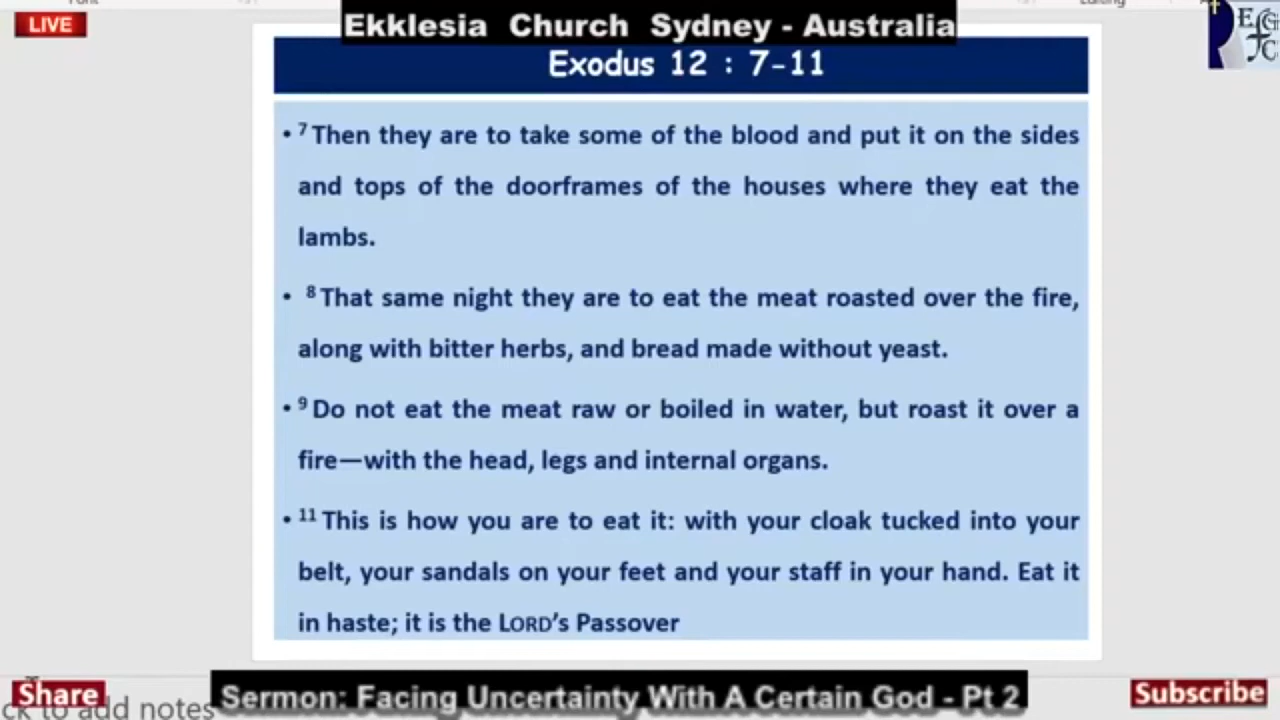 LIVE
Ekklesia Church Sydney - Australia
Exodus 12 : 7-11
• ⁷ Then they are to take some of the blood and put it on the sides
and tops of the doorframes of the houses where they eat the
lambs.
• ⁸ That same night they are to eat the meat roasted over the fire,
along with bitter herbs, and bread made without yeast.
• ⁹ Do not eat the meat raw or boiled in water, but roast it over a
fire—with the head, legs and internal organs.
• ¹¹ This is how you are to eat it: with your cloak tucked into your
belt, your sandals on your feet and your staff in your hand. Eat it
in haste; it is the LORD's Passover
Share
to add notes
Sermon: Facing Uncertainty With A Certain God - Pt 2
Subscribe